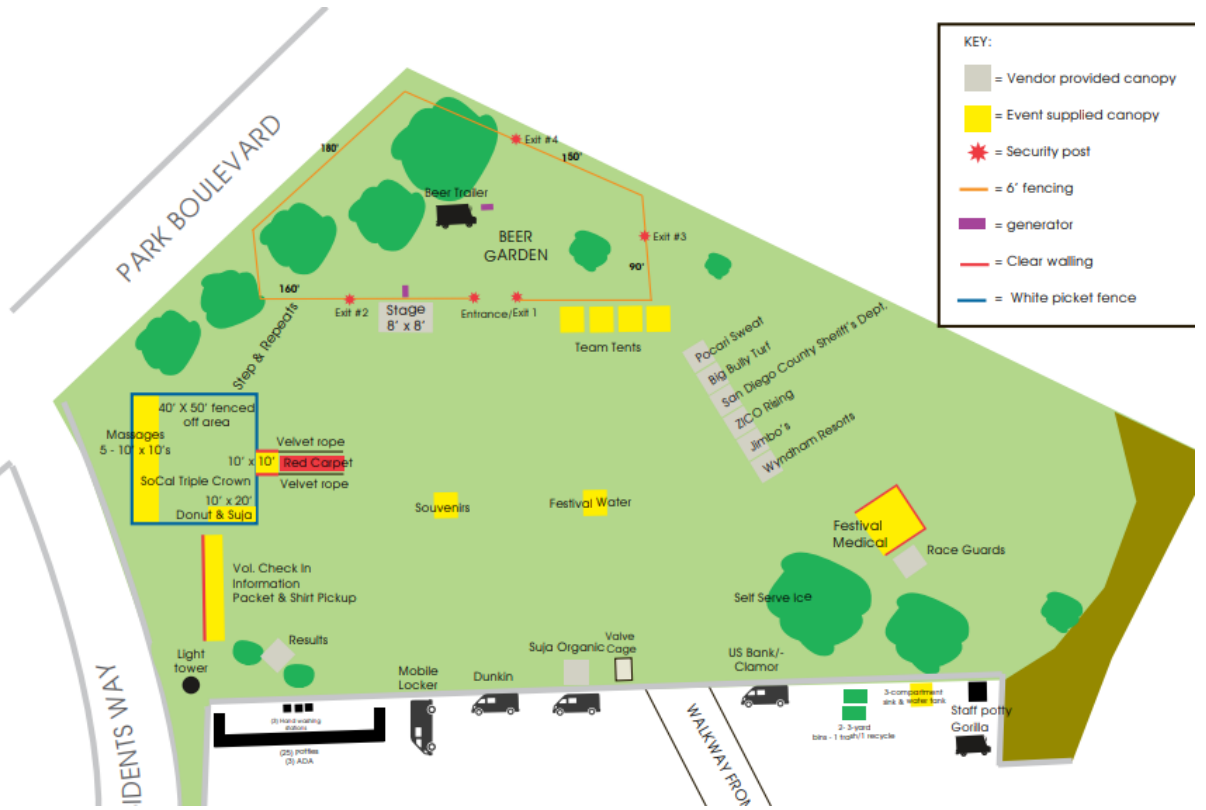 KEY:
= Vendor provided canopy
= Event supplied canopy
= Security post
= 6' fencing
= generator
= Clear walling
= White picket fence
PARK BOULEVARD
180'
Exit #4
150'
Beer Trailer
BEER
GARDEN
Exit #3
90'
160'
Exit #2
Stage
8' x 8'
Entrance/Exit 1
Team Tents
Step & Repeats
Pocari Sweat
Big Bully Turf
San Diego County Sheriff's Dept.
ZICO Rising
Jimbo's
Wyndham Resorts
40' X 50' fenced
off area
Massages
5 - 10' x 10's
Velvet rope
10' x 10'
Red Carpet
Velvet rope
SoCal Triple Crown
10' x 20'
Donut & Suja
Souvenirs
Festival Water
Festival
Medical
Race Guards
Vol. Check In
Information
Packet & Shirt Pickup
Self Serve Ice
Results
Light
tower
Mobile
Locker
Dunkin
Suja Organic
Valve
Cage
US Bank/-
Clamor
3-compartment
sink & water tank
Staff potty
Gorilla
2- 3-yard
bins - 1 trash/1 recycle
(3) Hand washing
stations
(25) potties
(3) ADA
WALKWAY FROM
IDENTS WAY